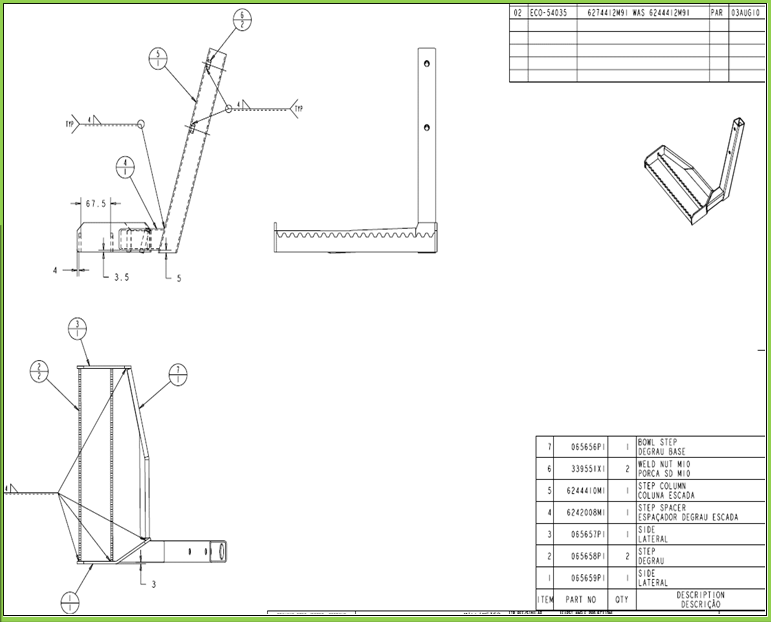 02 ECO-54035 6274412M91 WAS 6244412M91 PAR 03AUG10
6
2
5
1
4 TYP
TYP 4
4
1
67.5
4
3.5
5
3
1
2
2
7
1
4
3
1
1
7 065656P1 1 BOWL STEP
DEGRAU BASE
6 339551X1 2 WELD NUT M10
PORCA SD M10
5 6244410M1 1 STEP COLUMN
COLUNA ESCADA
4 6242008M1 1 STEP SPACER
ESPAÇADOR DEGRAU ESCADA
3 065657P1 1 SIDE
LATERAL
2 065658P1 2 STEP
DEGRAU
1 065659P1 1 SIDE
LATERAL
ITEM PART NO QTY DESCRIPTION
DESCRIÇÃO